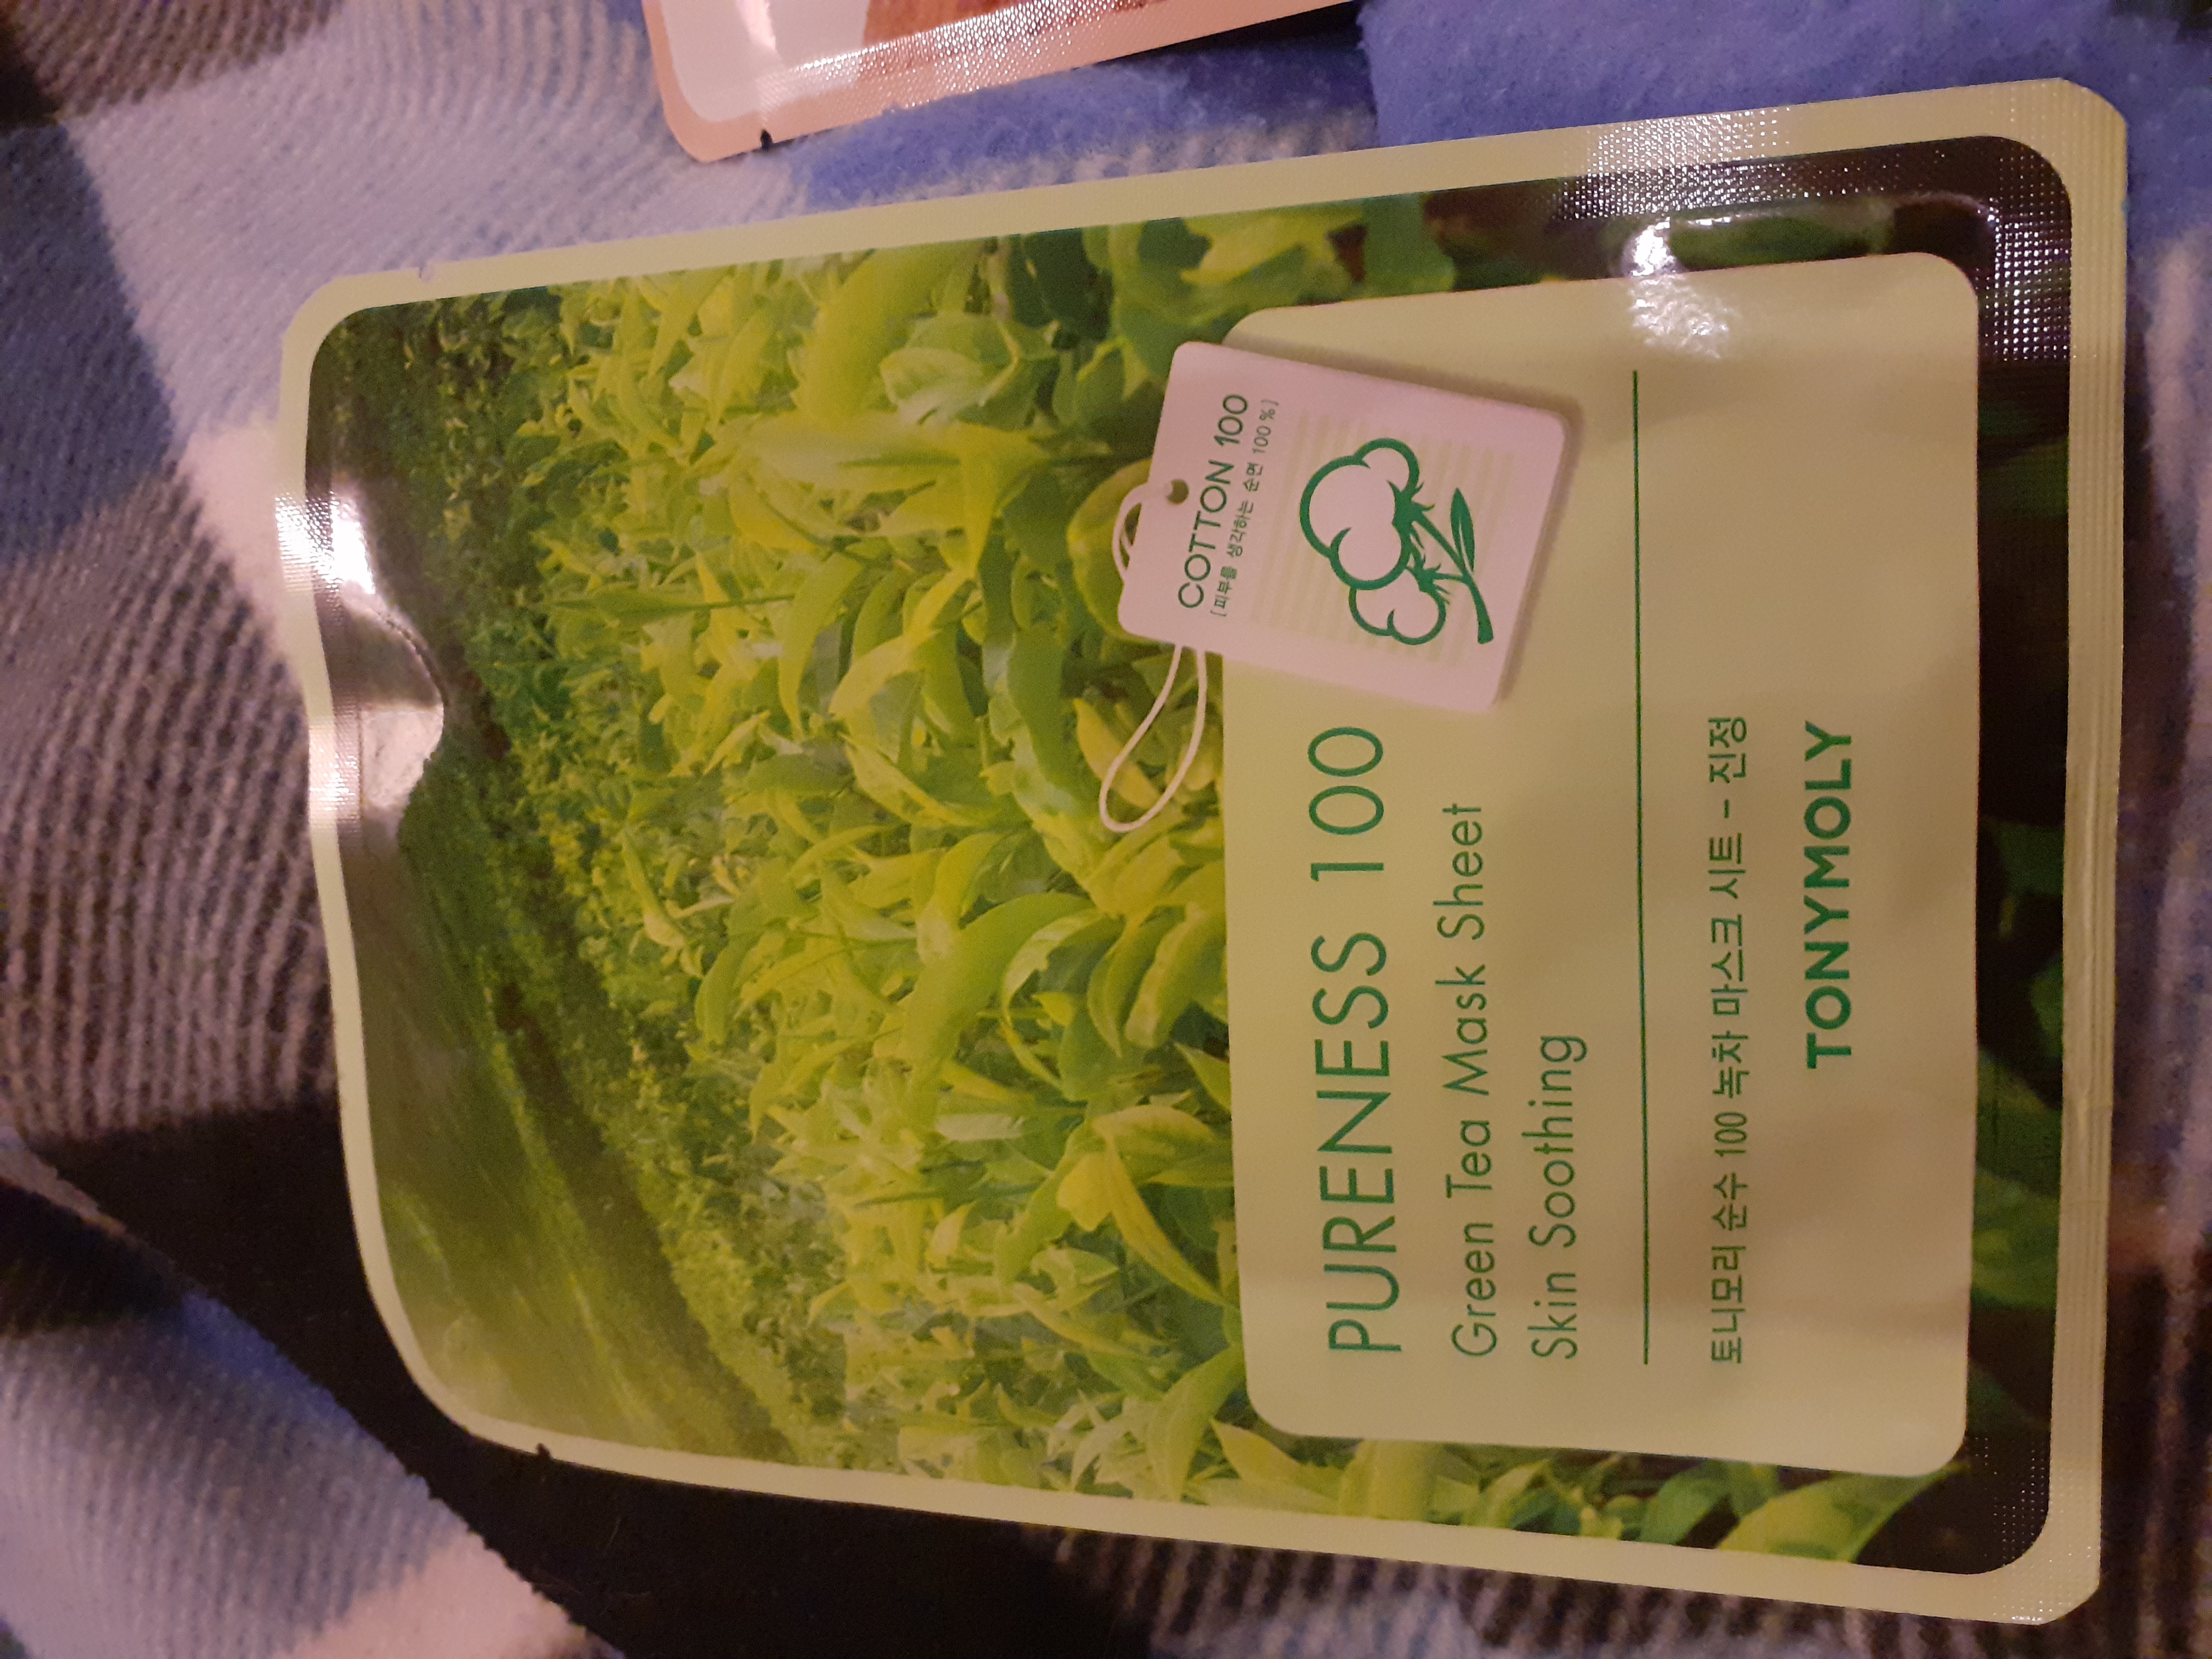 COTTON 100
[ 피부를 생각하는 순면 100 % ]
PURENESS 100
Green Tea Mask Sheet
Skin Soothing
토니모리 순수 100 녹차 마스크 시트 - 진정
TONYMOLY